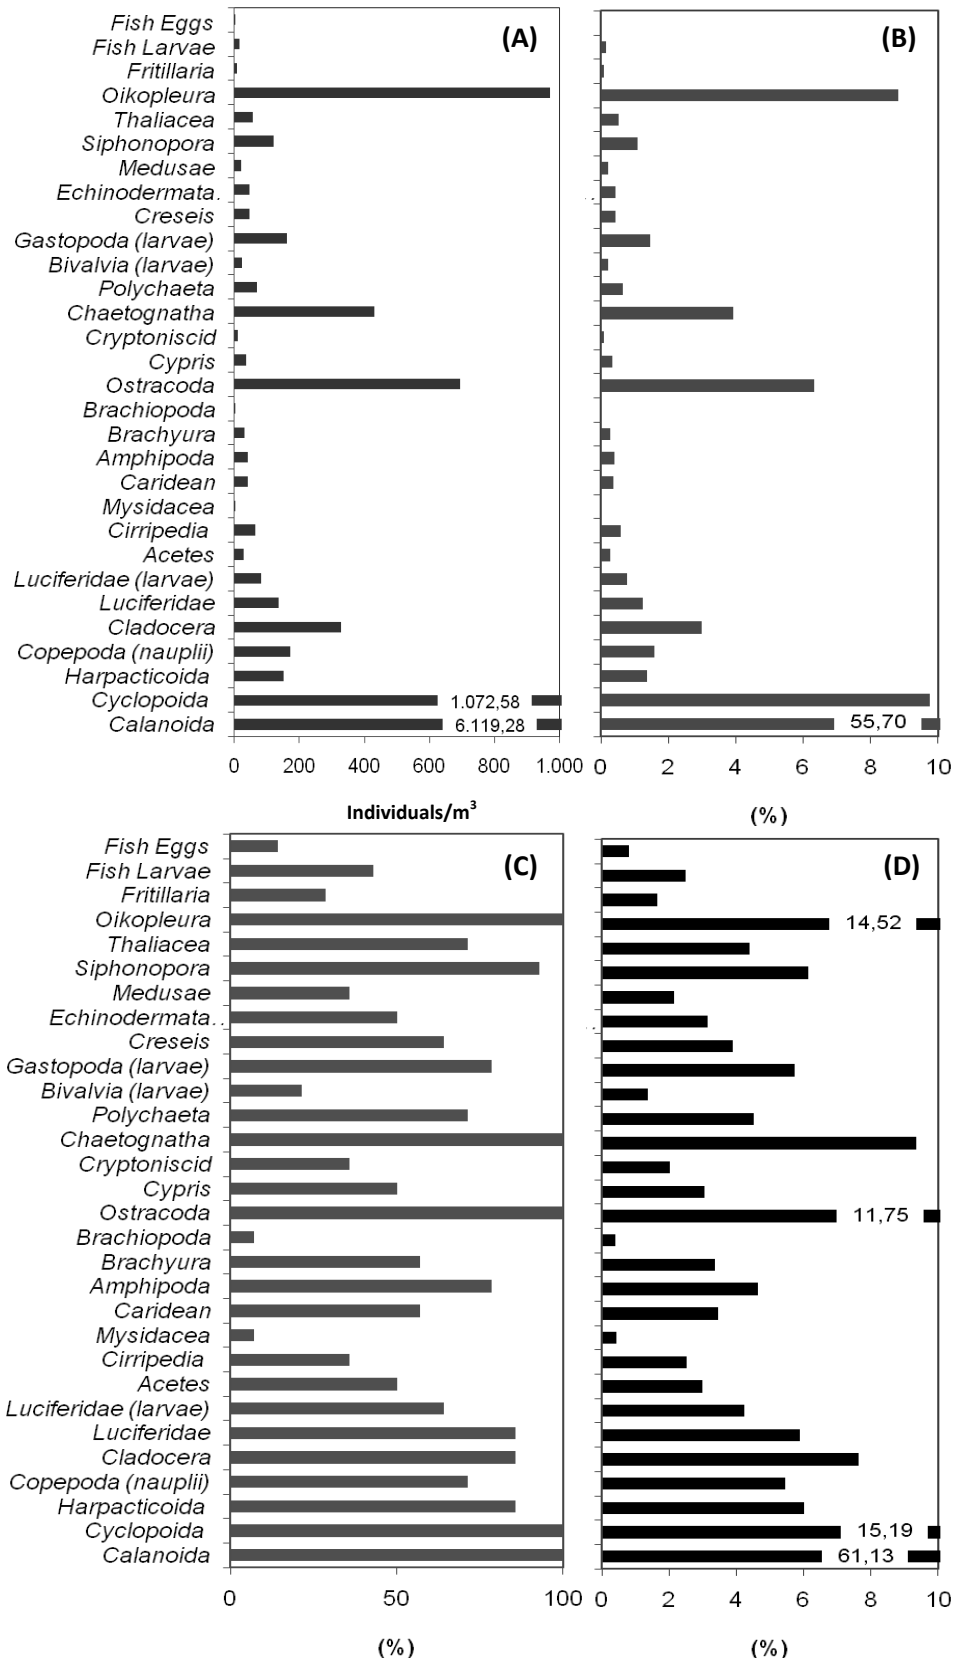 Fish Eggs
Fish Larvae
Fritillaria
Oikopleura
Thaliacea
Siphonopora
Medusae
Echinodermata.
Creseis
Gastopoda (larvae)
Bivalvia (larvae)
Polychaeta
Chaetognatha
Cryptoniscid
Cypris
Ostracoda
Brachiopoda
Brachyura
Amphipoda
Caridean
Mysidacea
Cirripedia
Acetes
Luciferidae (larvae)
Luciferidae
Cladocera
Copepoda (nauplii)
Harpacticoida
Cyclopoida
Calanoida
(A)
1.072,58
6.119,28
0 200 400 600 800 1.000
Individuals/m³
(B)
55,70
0 2 4 6 8 10
(%)
Fish Eggs
Fish Larvae
Fritillaria
Oikopleura
Thaliacea
Siphonopora
Medusae
Echinodermata..
Creseis
Gastopoda (larvae)
Bivalvia (larvae)
Polychaeta
Chaetognatha
Cryptoniscid
Cypris
Ostracoda
Brachiopoda
Brachyura
Amphipoda
Caridean
Mysidacea
Cirripedia
Acetes
Luciferidae (larvae)
Luciferidae
Cladocera
Copepoda (nauplii)
Harpacticoida
Cyclopoida
Calanoida
(C)
0 50 100
(%)
(D)
14,52
11,75
15,19
61,13
0 2 4 6 8 10
(%)